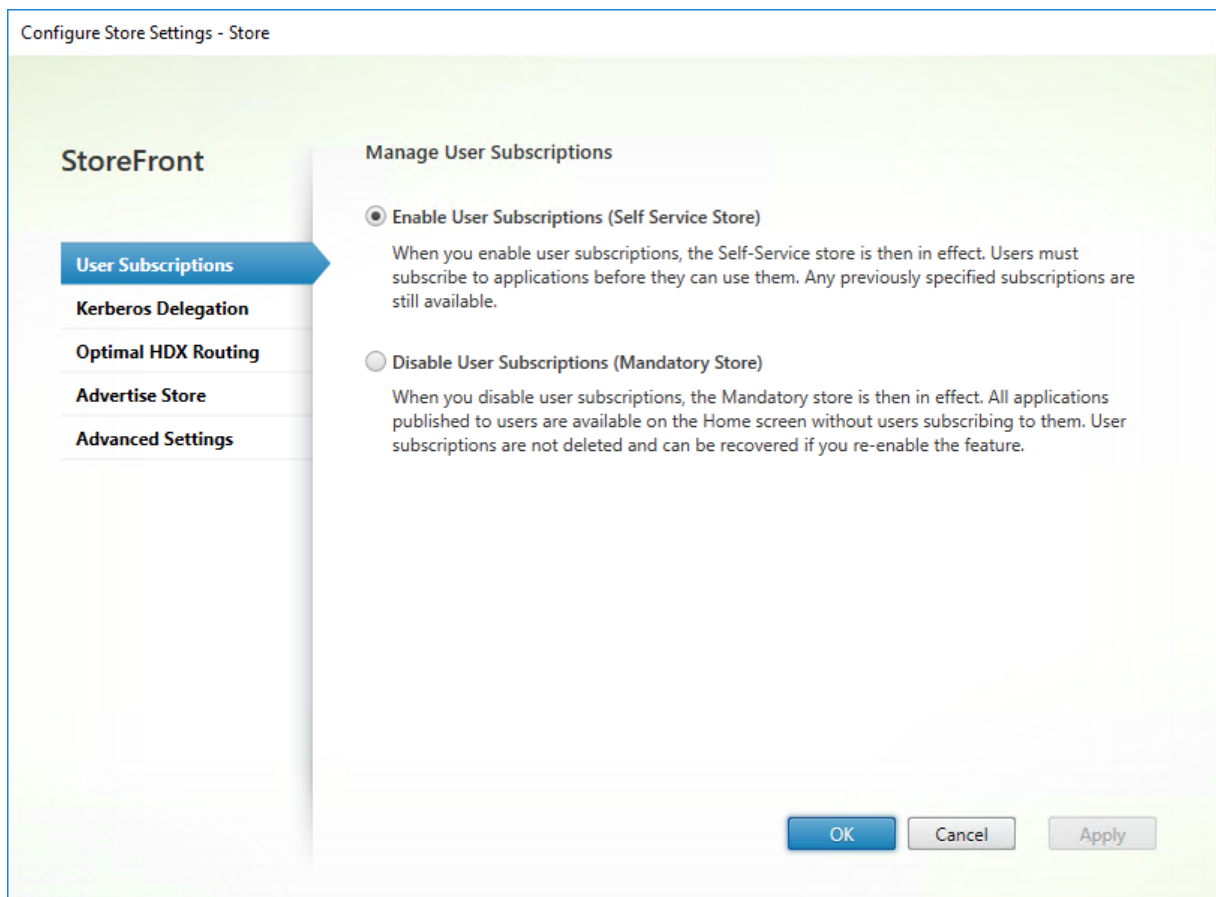 Configure Store Settings - Store
StoreFront
User Subscriptions
Kerberos Delegation
Optimal HDX Routing
Advertise Store
Advanced Settings
Manage User Subscriptions
Enable User Subscriptions (Self Service Store)
When you enable user subscriptions, the Self-Service store is then in effect. Users must
subscribe to applications before they can use them. Any previously specified subscriptions are
still available.
Disable User Subscriptions (Mandatory Store)
When you disable user subscriptions, the Mandatory store is then in effect. All applications
published to users are available on the Home screen without users subscribing to them. User
subscriptions are not deleted and can be recovered if you re-enable the feature.
OK
Cancel
Apply